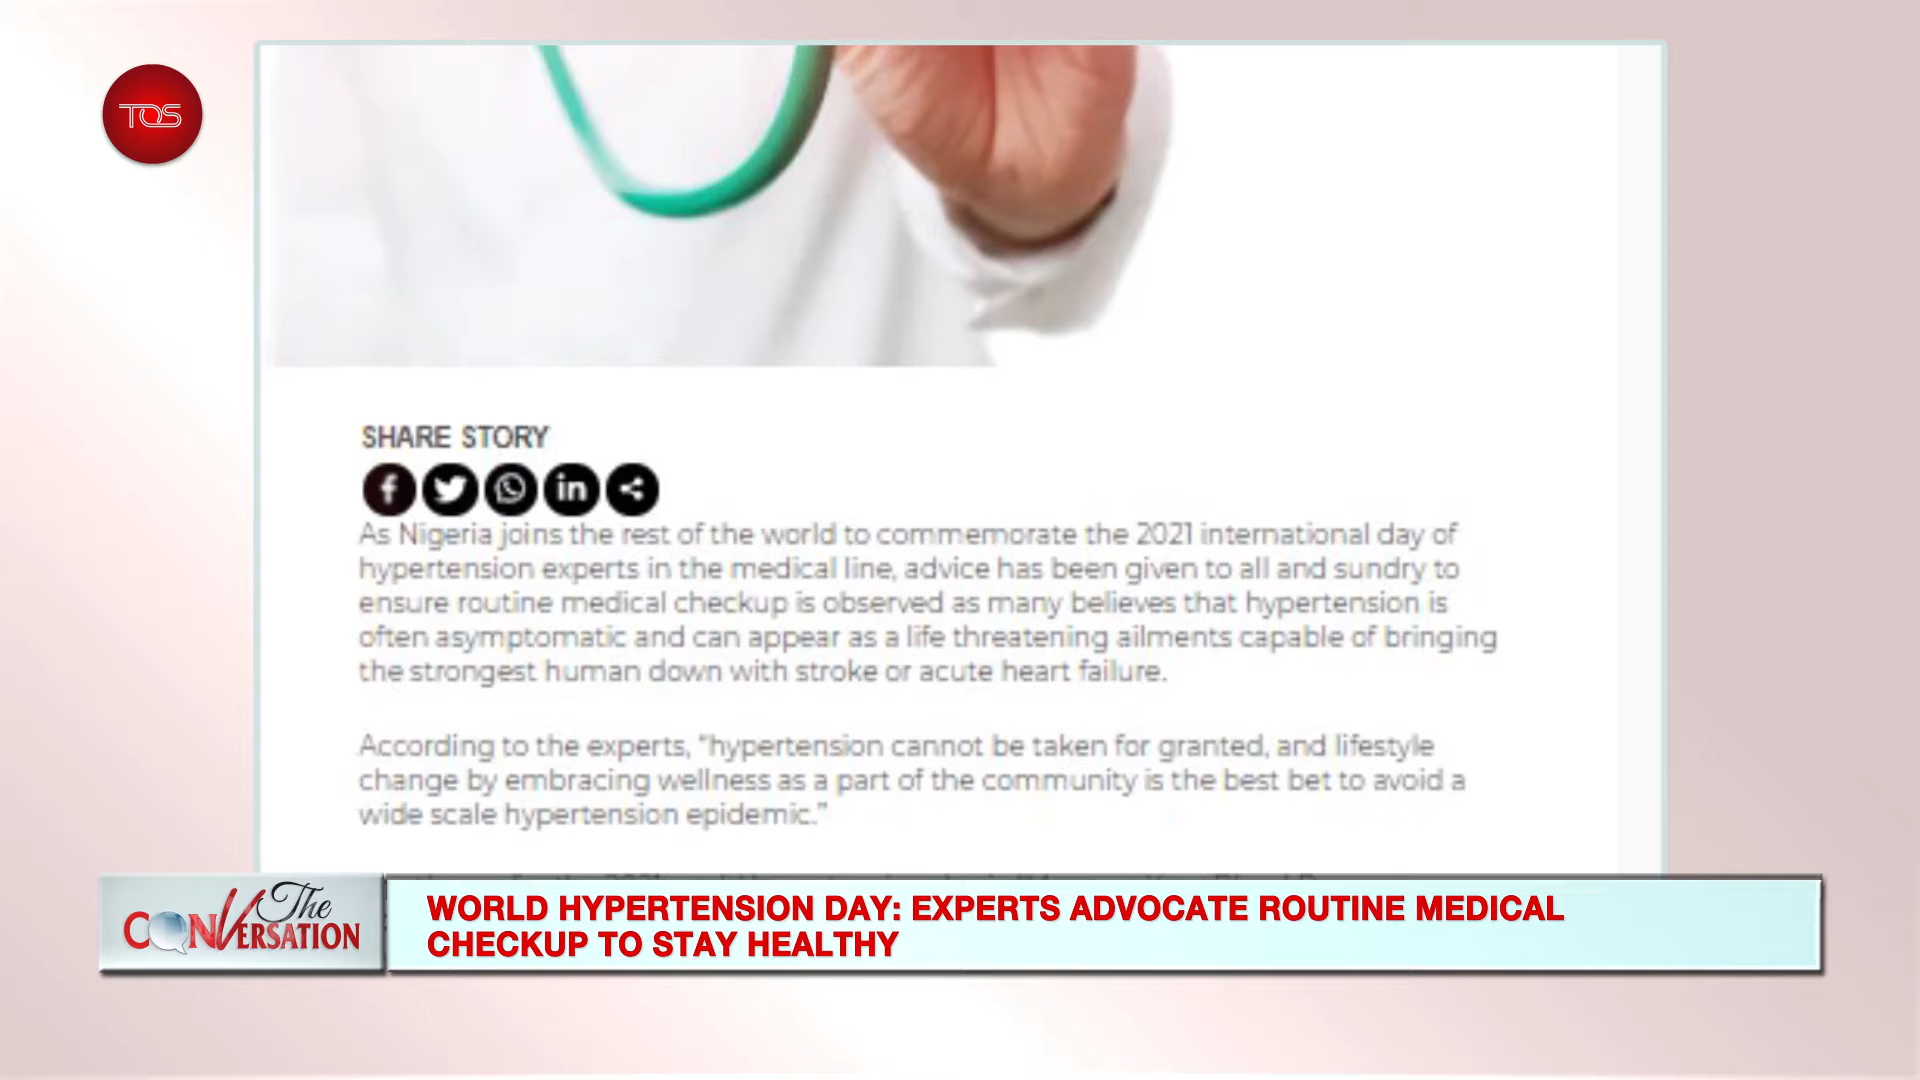 TOS
SHARE STORY
As Nigeria joins the rest of the world to commemorate the 2021 international day of
hypertension experts in the medical line, advice has been given to all and sundry to
ensure routine medical checkup is observed as many believes that hypertension is
often asymptomatic and can appear as a life threatening ailments capable of bringing
the strongest human down with stroke or acute heart failure.
According to the experts, "hypertension cannot be taken for granted, and lifestyle
change by embracing wellness as a part of the community is the best bet to avoid a
wide scale hypertension epidemic."
The
CONVERSATION
WORLD HYPERTENSION DAY: EXPERTS ADVOCATE ROUTINE MEDICAL
CHECKUP TO STAY HEALTHY